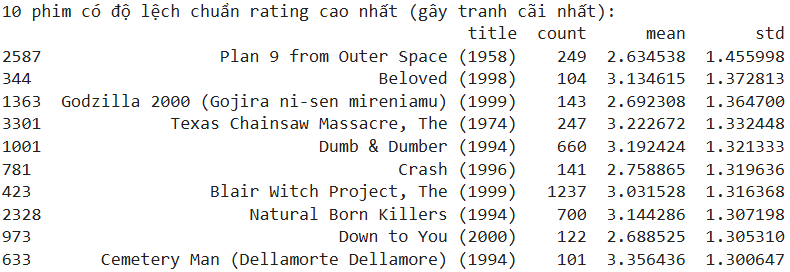 10 phim có độ lệch chuẩn rating cao nhất (gây tranh cãi nhất):
title count mean std
2587 Plan 9 from Outer Space (1958) 249 2.634538 1.455998
344 Beloved (1998) 104 3.134615 1.372813
1363 Godzilla 2000 (Gojira ni-sen mireniamu) (1999) 143 2.692308 1.364700
3301 Texas Chainsaw Massacre, The (1974) 247 3.222672 1.332448
1001 Dumb & Dumber (1994) 660 3.192424 1.321333
781 Crash (1996) 141 2.758865 1.319636
423 Blair Witch Project, The (1999) 1237 3.031528 1.316368
2328 Natural Born Killers (1994) 700 3.144286 1.307198
973 Down to You (2000) 122 2.688525 1.305310
633 Cemetery Man (Dellamorte Dellamore) (1994) 101 3.356436 1.300647